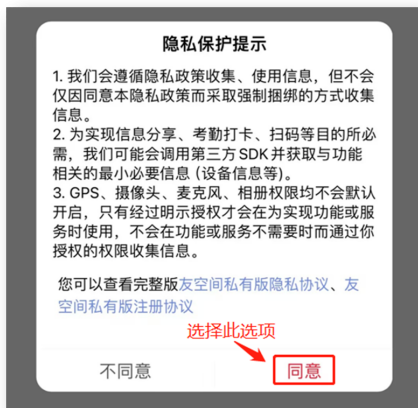 隐私保护提示
1. 我们会遵循隐私政策收集、使用信息，但不会
仅因同意本隐私政策而采取强制捆绑的方式收集
信息。
2. 为实现信息分享、考勤打卡、扫码等目的所必
需，我们可能会调用第三方SDK并获取与功能
相关的最小必要信息 (设备信息等)。
3. GPS、摄像头、麦克风、相册权限均不会默认
开启，只有经过明示授权才会在为实现功能或服
务时使用，不会在功能或服务不需要时而通过你
授权的权限收集信息。
您可以查看完整版友空间私有版隐私协议、友
空间私有版注册协议
选择此选项
不同意
同意